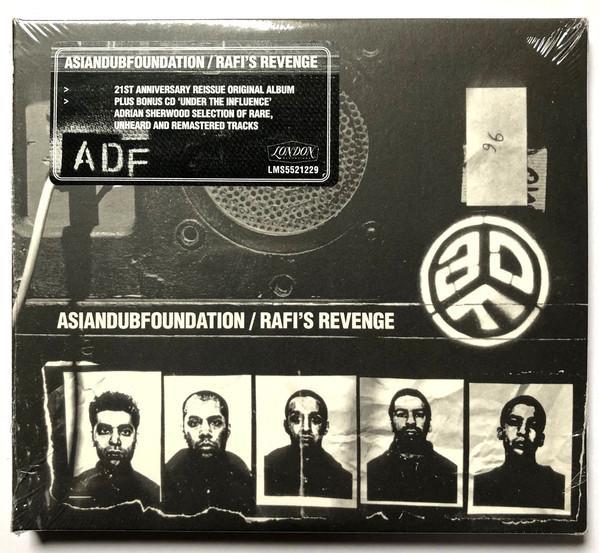 ASIANDUBFOUNDATION / RAFI'S REVENGE
> 21ST ANNIVERSARY REISSUE ORIGINAL ALBUM
> PLUS BONUS CD 'UNDER THE INFLUENCE'
ADRIAN SHERWOOD SELECTION OF RARE,
UNHEARD AND REMASTERED TRACKS
ADF
LONDON
LMS5521229
96
ADF
ASIANDUBFOUNDATION / RAFI'S REVENGE